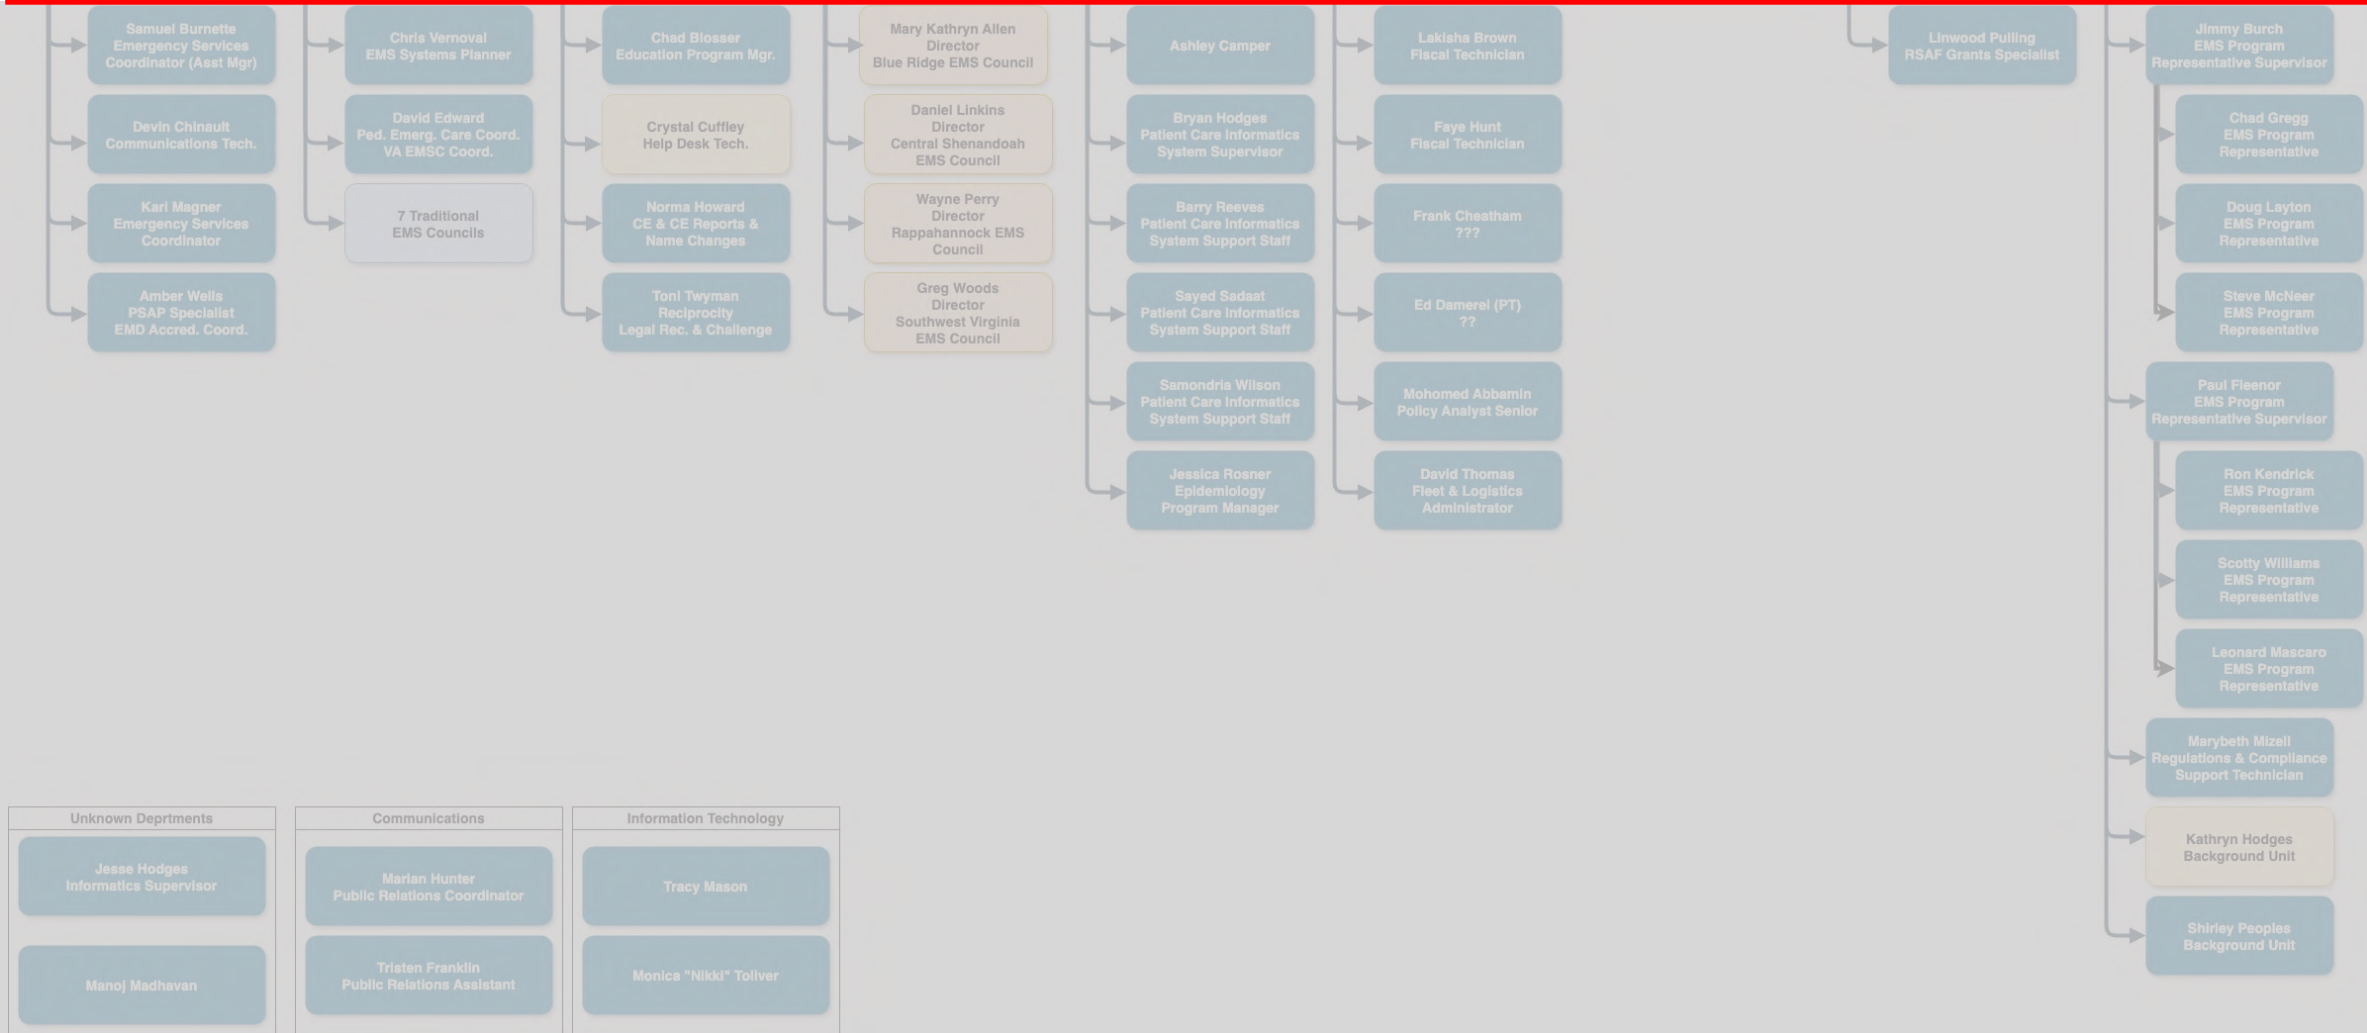 Samuel Burnette
Emergency Services
Coordinator (Asst Mgr)
Devin Chinault
Communications Tech.
Karl Magner
Emergency Services
Coordinator
Amber Wells
PSAP Specialist
EMD Accred. Coord.
Chris Vernoval
EMS Systems Planner
David Edward
Ped. Emerg. Care Coord.
VA EMSC Coord.
7 Traditional
EMS Councils
Chad Blosser
Education Program Mgr.
Crystal Cuffley
Help Desk Tech.
Norma Howard
CE & CE Reports &
Name Changes
Toni Twyman
Reciprocity
Legal Rec. & Challenge
Mary Kathryn Allen
Director
Blue Ridge EMS Council
Daniel Linkins
Director
Central Shenandoah
EMS Council
Wayne Perry
Director
Rappahannock EMS
Council
Greg Woods
Director
Southwest Virginia
EMS Council
Ashley Camper
Bryan Hodges
Patient Care Informatics
System Supervisor
Barry Reeves
Patient Care Informatics
System Support Staff
Sayed Sadaat
Patient Care Informatics
System Support Staff
Samondria Wilson
Patient Care Informatics
System Support Staff
Jessica Rosner
Epidemiology
Program Manager
Lakisha Brown
Fiscal Technician
Faye Hunt
Fiscal Technician
Frank Cheatham
???
Ed Damerel (PT)
??
Mohomed Abbamin
Policy Analyst Senior
David Thomas
Fleet & Logistics
Administrator
Linwood Pulling
RSAF Grants Specialist
Jimmy Burch
EMS Program
Representative Supervisor
Chad Gregg
EMS Program
Representative
Doug Layton
EMS Program
Representative
Steve McNeer
EMS Program
Representative
Paul Fleenor
EMS Program
Representative Supervisor
Ron Kendrick
EMS Program
Representative
Scotty Williams
EMS Program
Representative
Leonard Mascaro
EMS Program
Representative
Marybeth Mizell
Regulations & Compliance
Support Technician
Kathryn Hodges
Background Unit
Shirley Peoples
Background Unit
Unknown Deprtments
Jesse Hodges
Informatics Supervisor
Manoj Madhavan
Communications
Marian Hunter
Public Relations Coordinator
Tristen Franklin
Public Relations Assistant
Information Technology
Tracy Mason
Monica "Nikki" Toliver